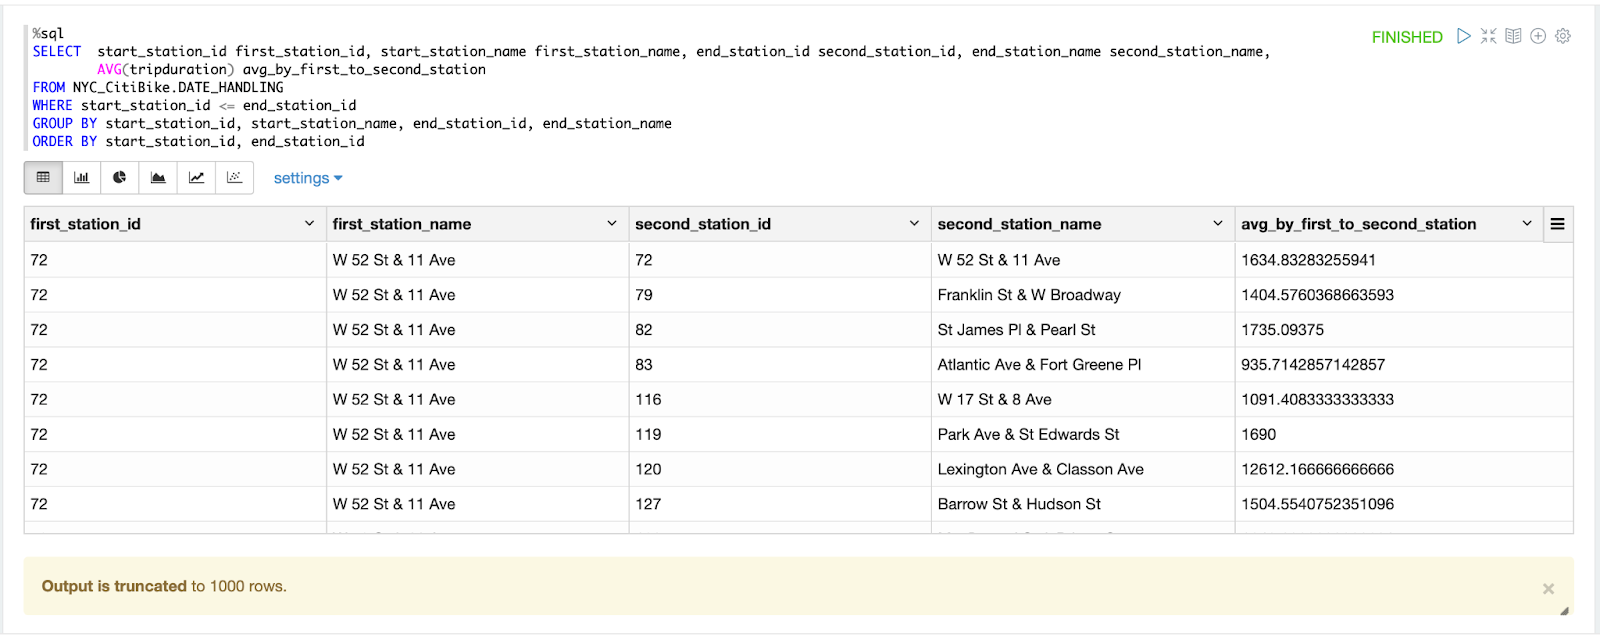 %sql
SELECT start_station_id first_station_id, start_station_name first_station_name, end_station_id second_station_id, end_station_name second_station_name,
AVG(tripduration) avg_by_first_to_second_station
FROM NYC_CitiBike.DATE_HANDLING
WHERE start_station_id <= end_station_id
GROUP BY start_station_id, start_station_name, end_station_id, end_station_name
ORDER BY start_station_id, end_station_id
FINISHED
settings
first_station_id first_station_name second_station_id second_station_name avg_by_first_to_second_station
72 W 52 St & 11 Ave 72 W 52 St & 11 Ave 1634.83283255941
72 W 52 St & 11 Ave 79 Franklin St & W Broadway 1404.5760368663593
72 W 52 St & 11 Ave 82 St James Pl & Pearl St 1735.09375
72 W 52 St & 11 Ave 83 Atlantic Ave & Fort Greene Pl 935.7142857142857
72 W 52 St & 11 Ave 116 W 17 St & 8 Ave 1091.4083333333333
72 W 52 St & 11 Ave 119 Park Ave & St Edwards St 1690
72 W 52 St & 11 Ave 120 Lexington Ave & Classon Ave 12612.166666666666
72 W 52 St & 11 Ave 127 Barrow St & Hudson St 1504.5540752351096
Output is truncated to 1000 rows.